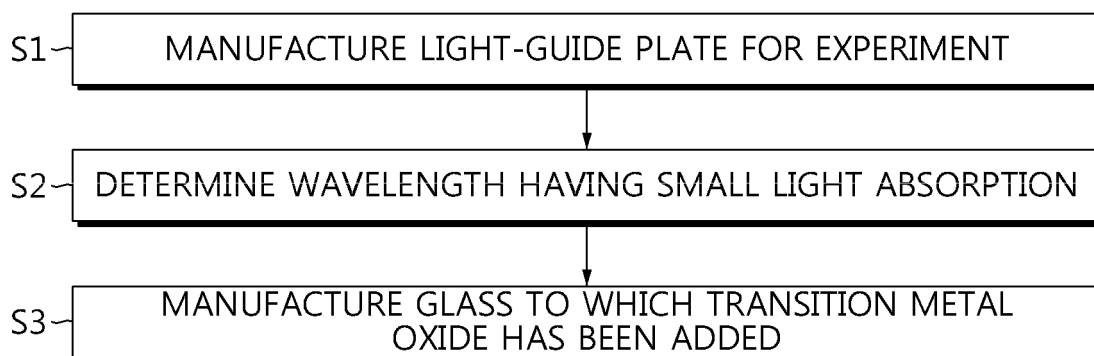 S1 MANUFACTURE LIGHT-GUIDE PLATE FOR EXPERIMENT
S2 DETERMINE WAVELENGTH HAVING SMALL LIGHT ABSORPTION
S3 MANUFACTURE GLASS TO WHICH TRANSITION METAL
OXIDE HAS BEEN ADDED